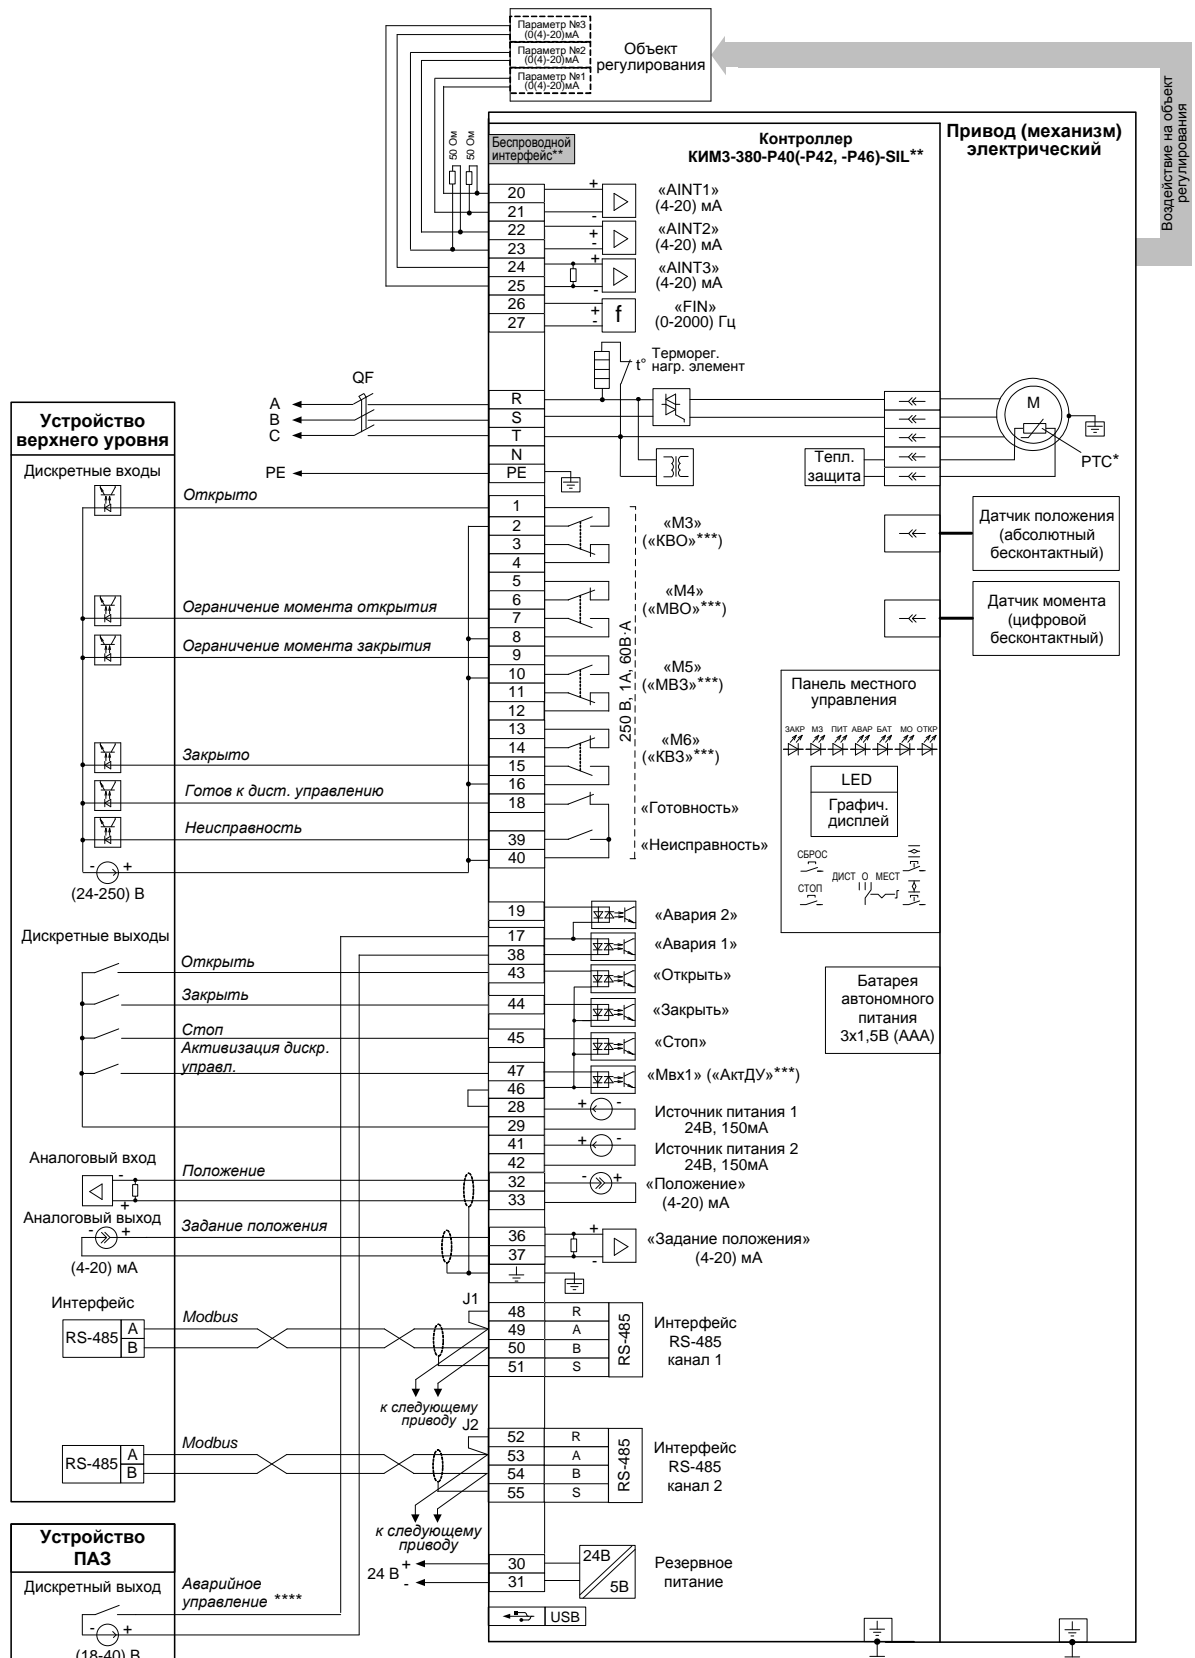 Параметр №3
(0(4)-20)мА
Параметр №2
(0(4)-20)мА
Параметр №1
(0(4)-20)мА
Объект
регулирования
Воздействие на объект
регулирования
50 Ом
50 Ом
Беспроводной
интерфейс**
Контроллер
КИМ3-380-Р40(-Р42, -Р46)-SIL**
Привод (механизм)
электрический
20
21
22
23
24
25
26
27
+
-
«AINT1»
(4-20) мА
+
-
«AINT2»
(4-20) мА
+
-
«AINT3»
(4-20) мА
+
-
f
«FIN»
(0-2000) Гц
t°
Терморег.
нагр. элемент
QF
A
B
C
PE
R
S
T
N
PE
Тепл.
защита
M
PTC*
Датчик положения
(абсолютный
бесконтактный)
Датчик момента
(цифровой
бесконтактный)
Устройство
верхнего уровня
Дискретные входы
Открыто
Ограничение момента открытия
Ограничение момента закрытия
Закрыто
Готов к дист. управлению
Неисправность
- +
(24-250) В
1
2
3
4
5
6
7
8
9
10
11
12
13
14
15
16
18
39
40
250 В, 1А, 60В·А
«М3»
(«КВО»***)
«М4»
(«МВО»***)
«М5»
(«МВЗ»***)
«М6»
(«КВЗ»***)
«Готовность»
«Неисправность»
Панель местного
управления
ЗАКР МЗ ПИТ АВАР БАТ МО ОТКР
LED
Графич.
дисплей
СБРОС
СТОП
ДИСТ О МЕСТ
Батарея
автономного
питания
3х1,5В (ААА)
Дискретные выходы
Открыть
Закрыть
Стоп
Активизация дискр.
управл.
19
17
38
43
44
45
47
46
28
29
41
42
32
33
36
37
«Авария 2»
«Авария 1»
«Открыть»
«Закрыть»
«Стоп»
«Мвх1» («АктДУ»***)
+ -
Источник питания 1
24В, 150мА
+ -
Источник питания 2
24В, 150мА
- +
«Положение»
(4-20) мА
+
-
«Задание положения»
(4-20) мА
Аналоговый вход
-
+
Положение
Аналоговый выход
- +
(4-20) мА
Задание положения
Интерфейс
RS-485
A
B
Modbus
J1
48 R
49 A
50 B
51 S
RS-485
Интерфейс
RS-485
канал 1
к следующему
приводу
RS-485
A
B
Modbus
J2
52 R
53 A
54 B
55 S
RS-485
Интерфейс
RS-485
канал 2
к следующему
приводу
24 В
+
-
30
31
24В
5В
Резервное
питание
USB
Устройство
ПАЗ
Дискретный выход
Аварийное
управление ****
- +
(18-40) В